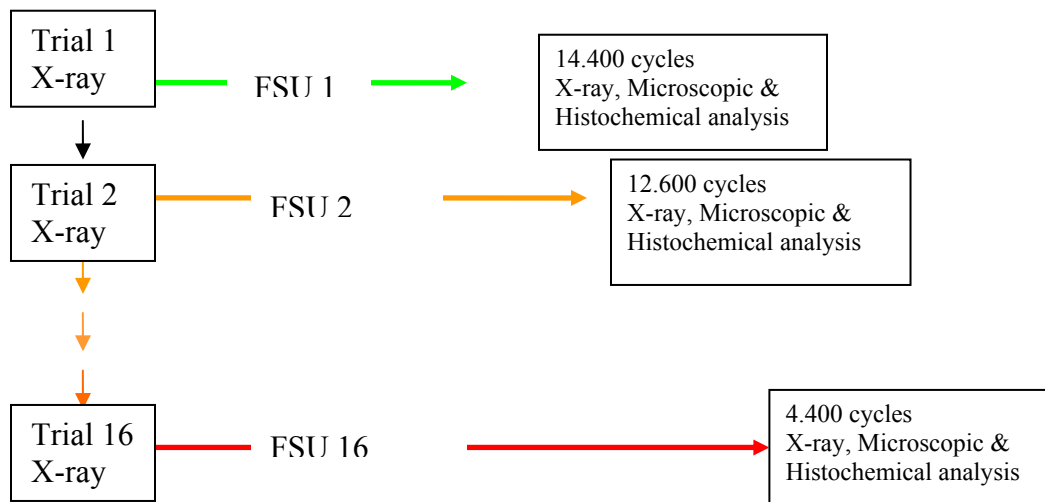 Trial 1
X-ray
FSU 1
14.400 cycles
X-ray, Microscopic &
Histochemical analysis
Trial 2
X-ray
FSU 2
12.600 cycles
X-ray, Microscopic &
Histochemical analysis
Trial 16
X-ray
FSU 16
4.400 cycles
X-ray, Microscopic &
Histochemical analysis